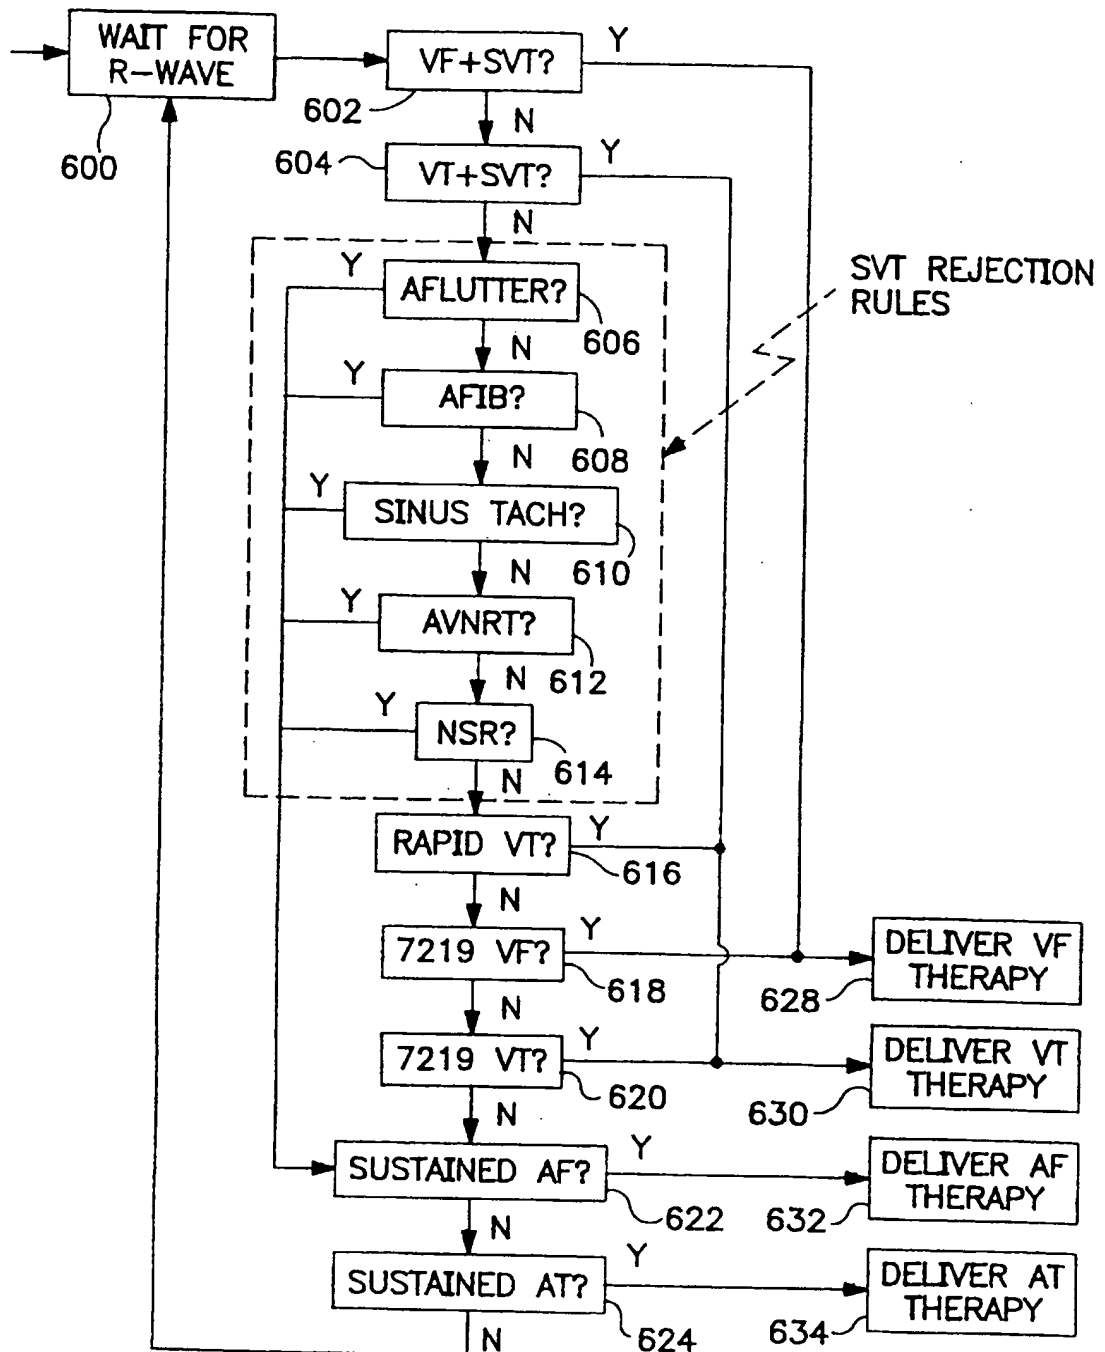 WAIT FOR
R-WAVE
600
VF+SVT?
Y
602
N
604
VT+SVT?
Y
N
SVT REJECTION
RULES
Y
AFLUTTER?
606
N
Y
AFIB?
608
N
Y
SINUS TACH?
610
N
Y
AVNRT?
612
N
Y
NSR?
614
N
RAPID VT?
Y
616
N
7219 VF?
Y
618
N
DELIVER VF
THERAPY
628
7219 VT?
Y
620
N
DELIVER VT
THERAPY
630
SUSTAINED AF?
Y
622
N
DELIVER AF
THERAPY
632
SUSTAINED AT?
Y
624
N
DELIVER AT
THERAPY
634